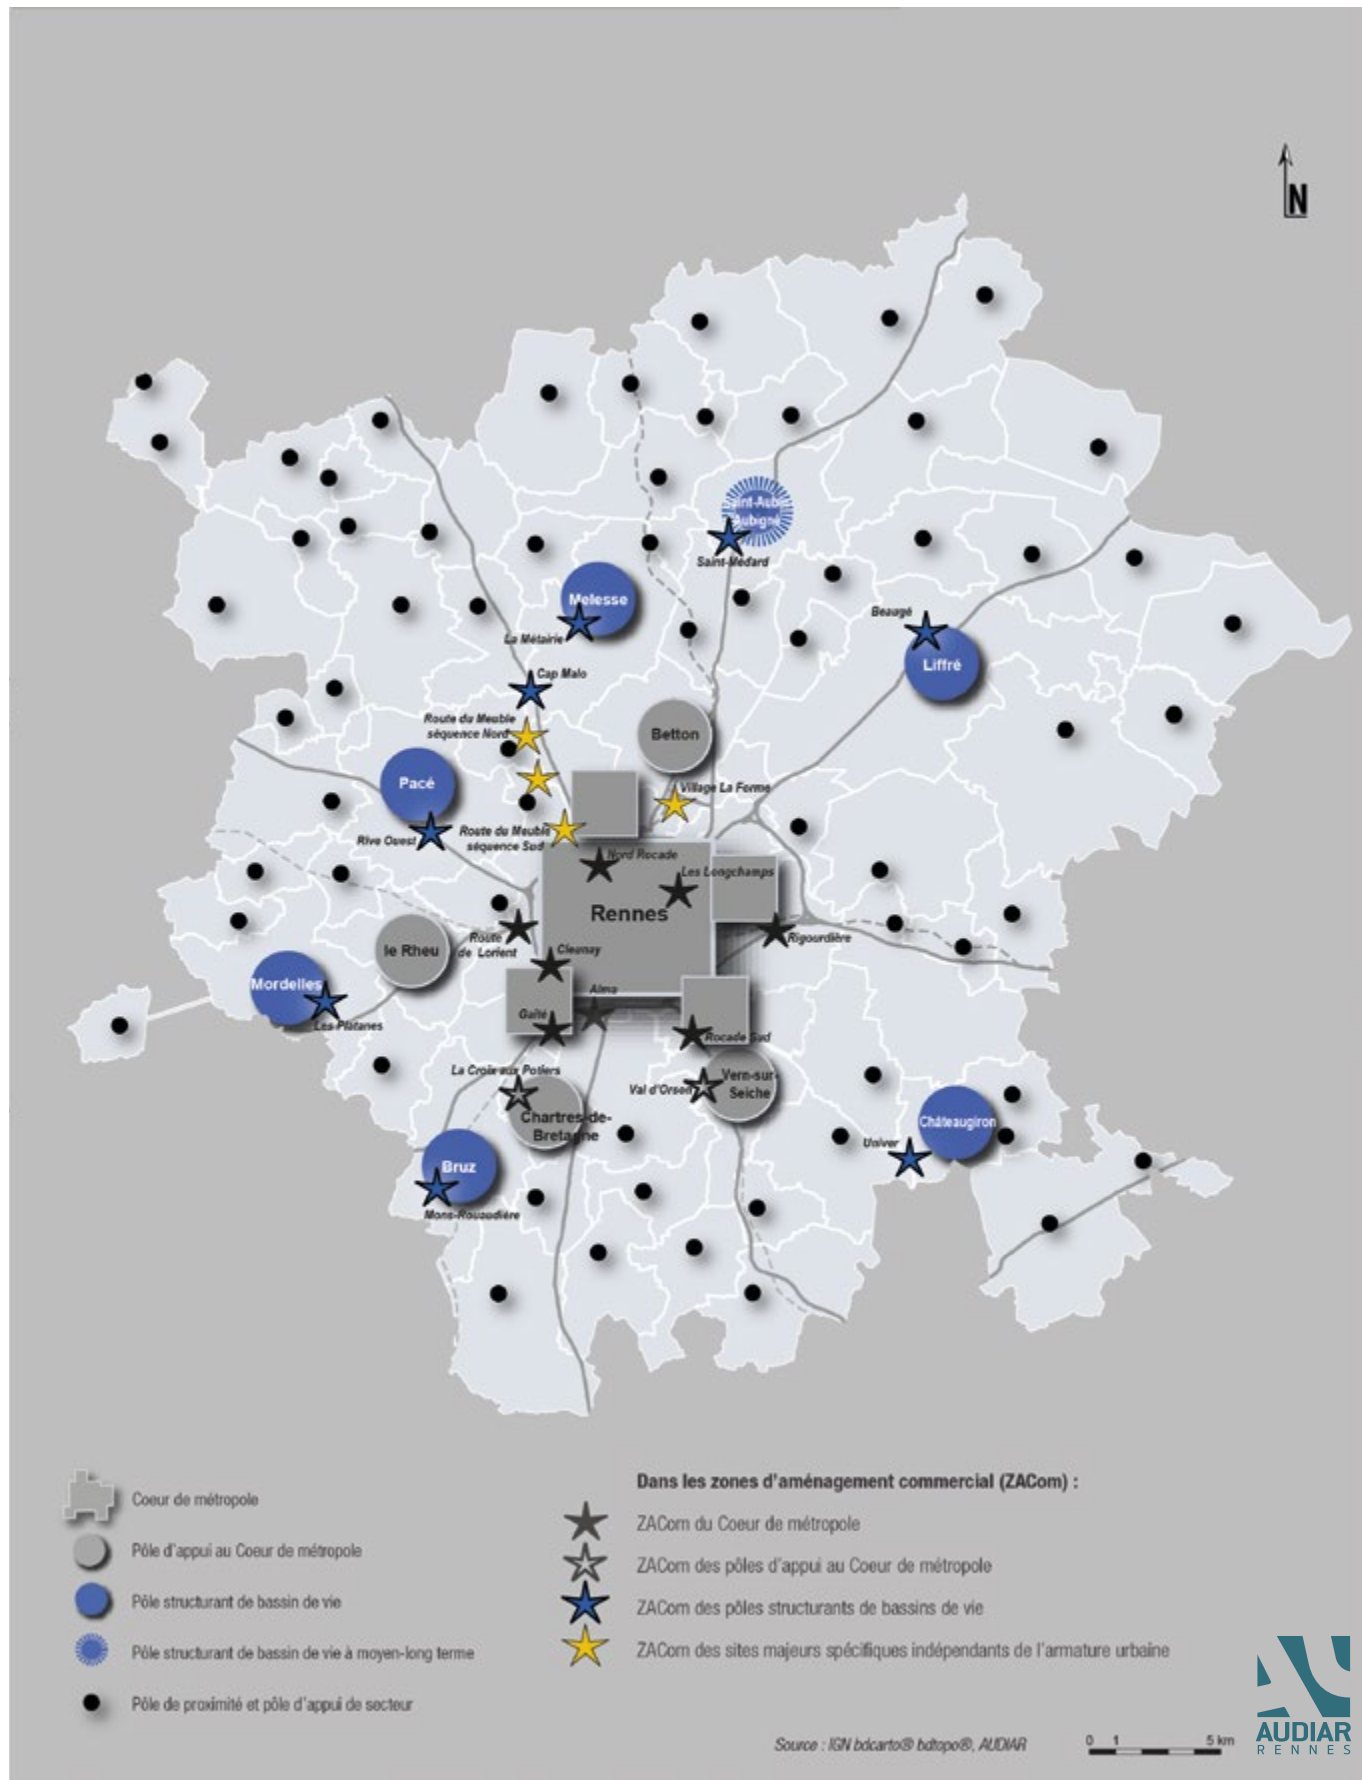 N
int-Aubi
Aubigné
Saint-Médard
Melesse
La Métairie
Beaugé
Liffré
Cap Malo
Route du Meuble
séquence Nord
Betton
Pacé
Village La Forme
Rive Ouest
Route du Meuble
séquence Sud
Nord Rocade
Les Longchamps
Rennes
Route
de Lorient
Rigourdière
le Rheu
Cleunay
Mordelles
Les Platanes
Alma
Gaîté
Rocade Sud
La Croix aux Potiers
Val d'Orson
Vern-sur-
Seiche
Chartres-de-
Bretagne
Châteaugiron
Univer
Bruz
Mons-Rouaudière
Coeur de métropole
Pôle d'appui au Coeur de métropole
Pôle structurant de bassin de vie
Pôle structurant de bassin de vie à moyen-long terme
Pôle de proximité et pôle d'appui de secteur
Dans les zones d'aménagement commercial (ZACom) :
ZACom du Coeur de métropole
ZACom des pôles d'appui au Coeur de métropole
ZACom des pôles structurants de bassins de vie
ZACom des sites majeurs spécifiques indépendants de l'armature urbaine
Source : IGN bdcarto® bdtopo®, AUDIAR
0 1 5 km
AUDIAR
RENNES